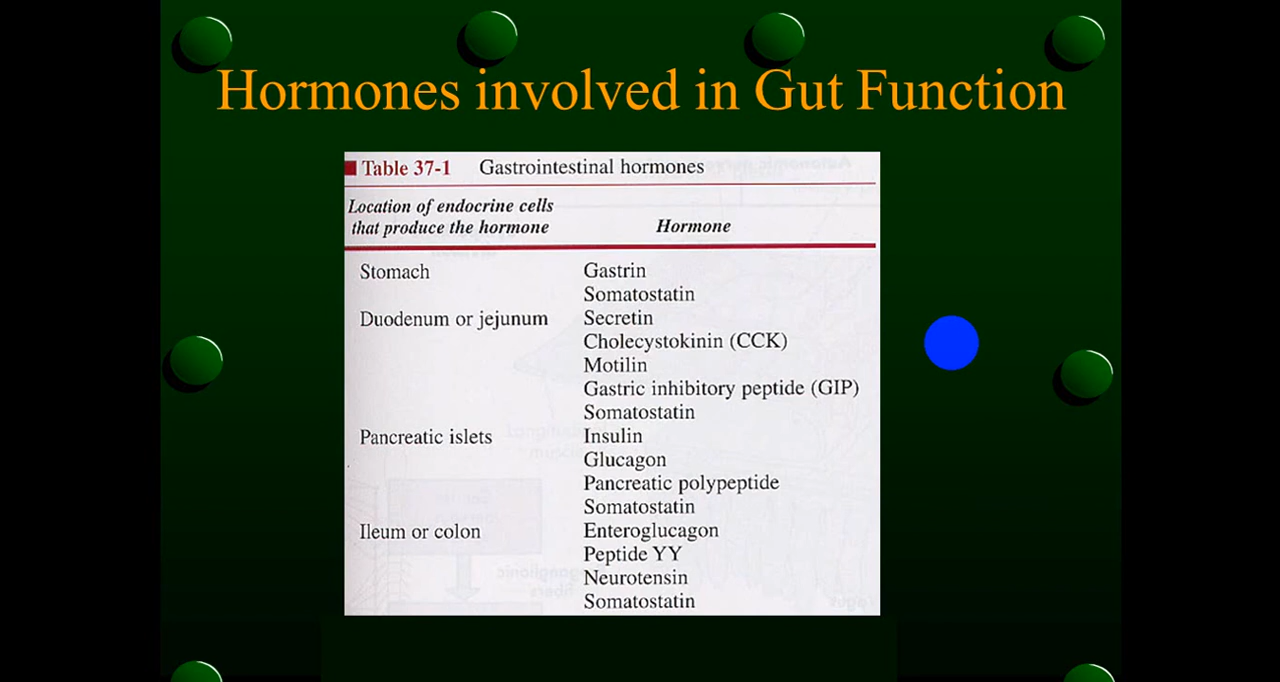 Hormones involved in Gut Function
Table 37-1 Gastrointestinal hormones
Location of endocrine cells
that produce the hormone Hormone
Stomach Gastrin
Somatostatin
Duodenum or jejunum Secretin
Cholecystokinin (CCK)
Motilin
Gastric inhibitory peptide (GIP)
Somatostatin
Pancreatic islets Insulin
Glucagon
Pancreatic polypeptide
Somatostatin
Ileum or colon Enteroglucagon
Peptide YY
Neurotensin
Somatostatin